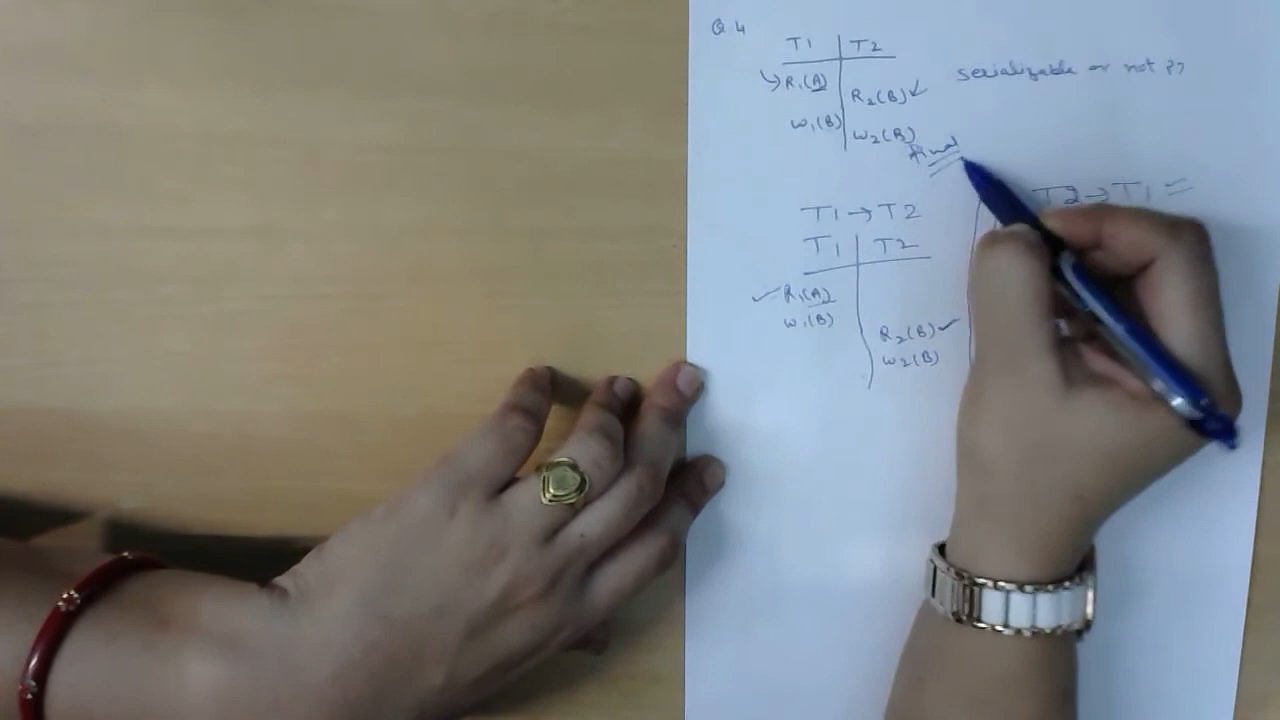 Q.4
T1 T2
R1(A)
R2(B)
serializable or not ??
W1(B)
W2(B)
final
T1 → T2
T1 T2
R1(A)
W1(B)
R2(B)
W2(B)
T2 → T1